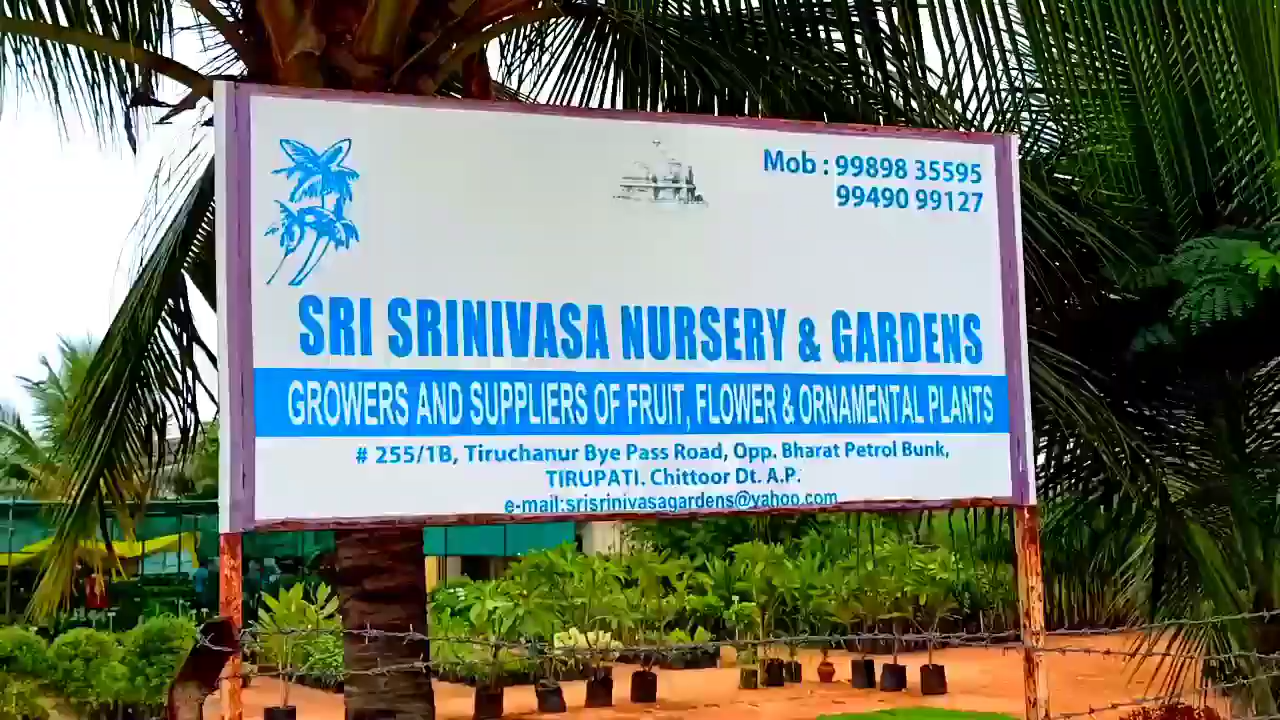 Mob : 99898 35595
99490 99127
SRI SRINIVASA NURSERY & GARDENS
GROWERS AND SUPPLIERS OF FRUIT, FLOWER & ORNAMENTAL PLANTS
# 255/1B, Tiruchanur Bye Pass Road, Opp. Bharat Petrol Bunk,
TIRUPATI. Chittoor Dt. A.P.
e-mail:srisrinivasagardens@yahoo.com